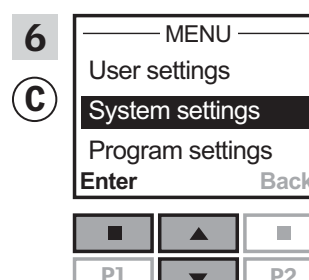 6
MENU
C
User settings
System settings
Program settings
Enter Back
P1 P2